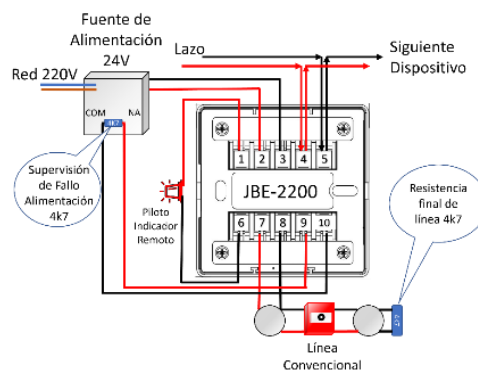 Fuente de
Alimentación
24V
Lazo
Siguiente
Dispositivo
Red 220V
COM
NA
4k7
Supervisión
de Fallo
Alimentación
4k7
1 2 3 4 5
JBE-2200
6 7 8 9 10
Piloto
Indicador
Remoto
Resistencia
final de
línea 4k7
4k7
Línea
Convencional